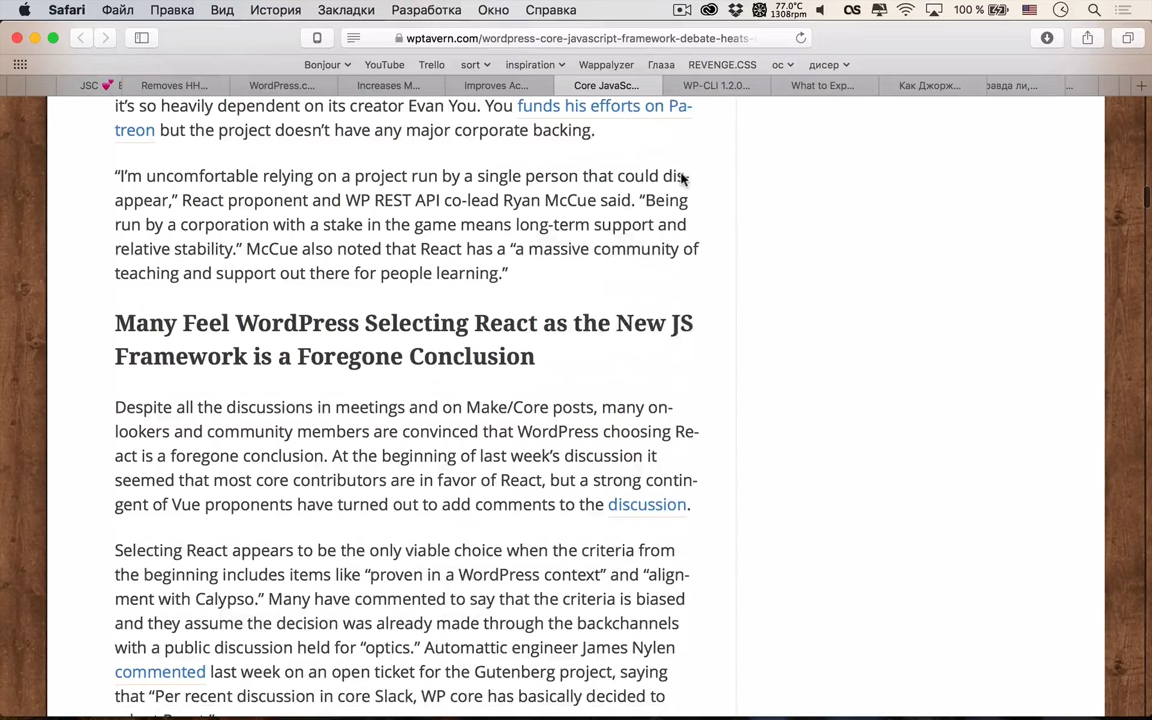 Safari Файл Правка Вид История Закладки Разработка Окно Справка 77.0°C 1308rpm 100 %
wptavern.com/wordpress-core-javascript-framework-debate-heats-
Bonjour YouTube Trello sort inspiration Wappalyzer Глаза REVENGE.CSS ос дисер
JSC Removes HH... WordPress.c... Increases M... Improves Ac... Core JavaSc... WP-CLI 1.2.0... What to Exp... Как Джорж... равда ли,... ...
it’s so heavily dependent on its creator Evan You. You funds his efforts on Pa-
treon but the project doesn’t have any major corporate backing.
“I’m uncomfortable relying on a project run by a single person that could dis-
appear,” React proponent and WP REST API co-lead Ryan McCue said. “Being
run by a corporation with a stake in the game means long-term support and
relative stability.” McCue also noted that React has a “a massive community of
teaching and support out there for people learning.”
Many Feel WordPress Selecting React as the New JS
Framework is a Foregone Conclusion
Despite all the discussions in meetings and on Make/Core posts, many on-
lookers and community members are convinced that WordPress choosing Re-
act is a foregone conclusion. At the beginning of last week’s discussion it
seemed that most core contributors are in favor of React, but a strong contin-
gent of Vue proponents have turned out to add comments to the discussion.
Selecting React appears to be the only viable choice when the criteria from
the beginning includes items like “proven in a WordPress context” and “align-
ment with Calypso.” Many have commented to say that the criteria is biased
and they assume the decision was already made through the backchannels
with a public discussion held for “optics.” Automattic engineer James Nylen
commented last week on an open ticket for the Gutenberg project, saying
that “Per recent discussion in core Slack, WP core has basically decided to